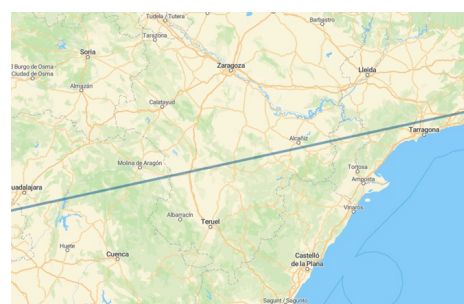 Tudela / Tutera
Barbastro
Tarazona
Soria
El Burgo de Osma -
Ciudad de Osma
Zaragoza
Lleida
Almazán
Calatayud
Alcañiz
Tarragona
Molina de Aragón
Tortosa
Amposta
Guadalajara
Albarracín
Teruel
Vinaròs
Huete
Cuenca
Castelló
de la Plana
Sagunt / Sagunto